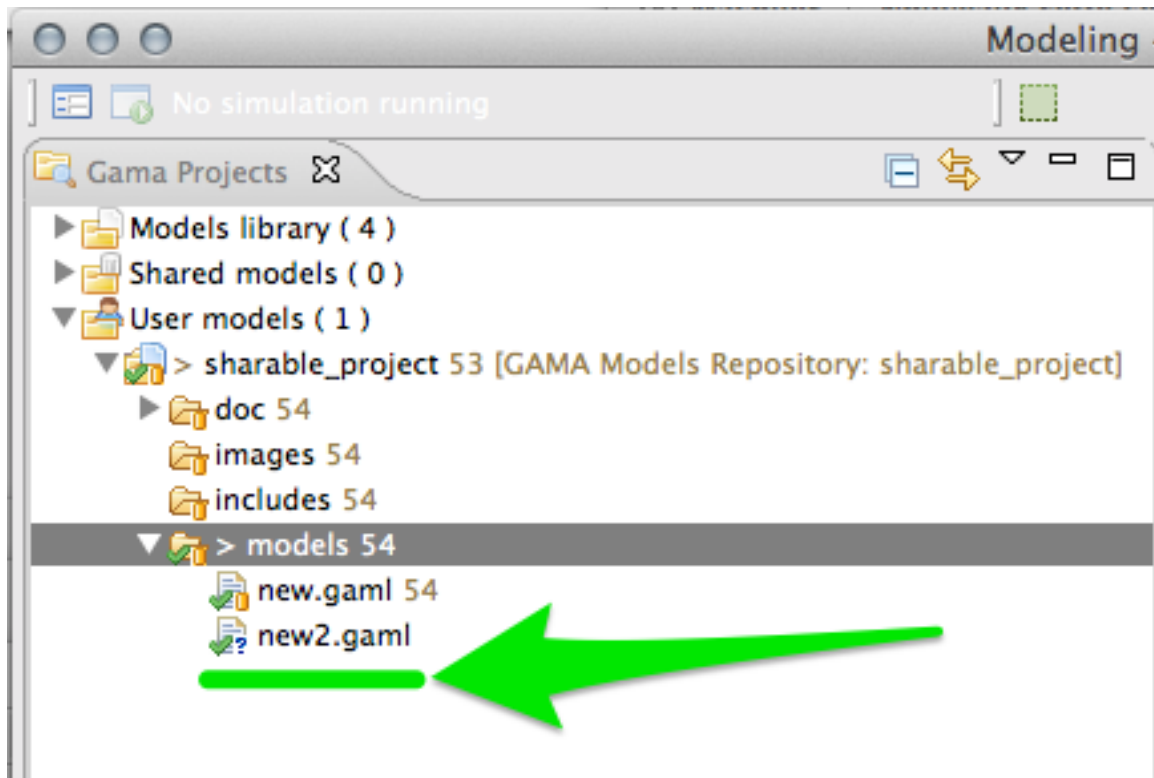 Modeling -
No simulation running
Gama Projects
Models library ( 4 )
Shared models ( 0 )
User models ( 1 )
> sharable_project 53 [GAMA Models Repository: sharable_project]
doc 54
images 54
includes 54
> models 54
new.gaml 54
new2.gaml